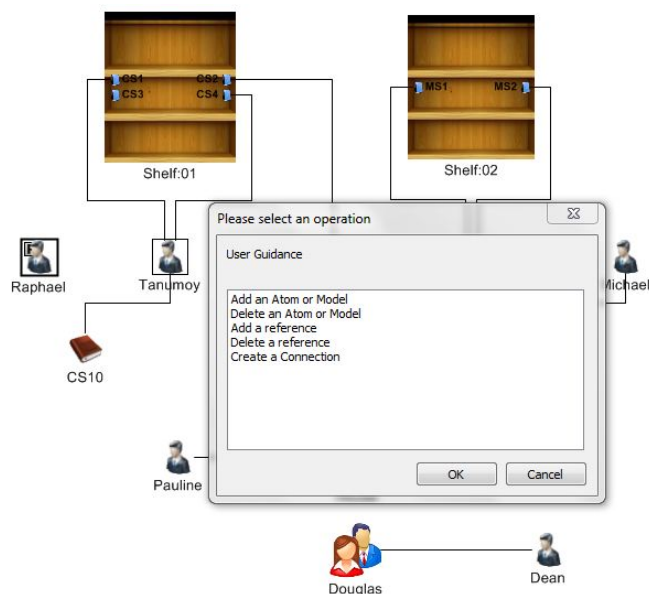 CS1 CS2
CS3 CS4
MS1 MS2
Shelf:01
Shelf:02
Please select an operation
User Guidance
Add an Atom or Model
Delete an Atom or Model
Add a reference
Delete a reference
Create a Connection
OK Cancel
Raphael
Tanumoy
Michael
CS10
Pauline
Douglas
Dean